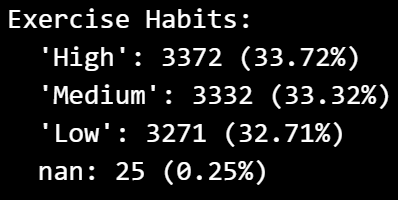 Exercise Habits:
'High': 3372 (33.72%)
'Medium': 3332 (33.32%)
'Low': 3271 (32.71%)
nan: 25 (0.25%)